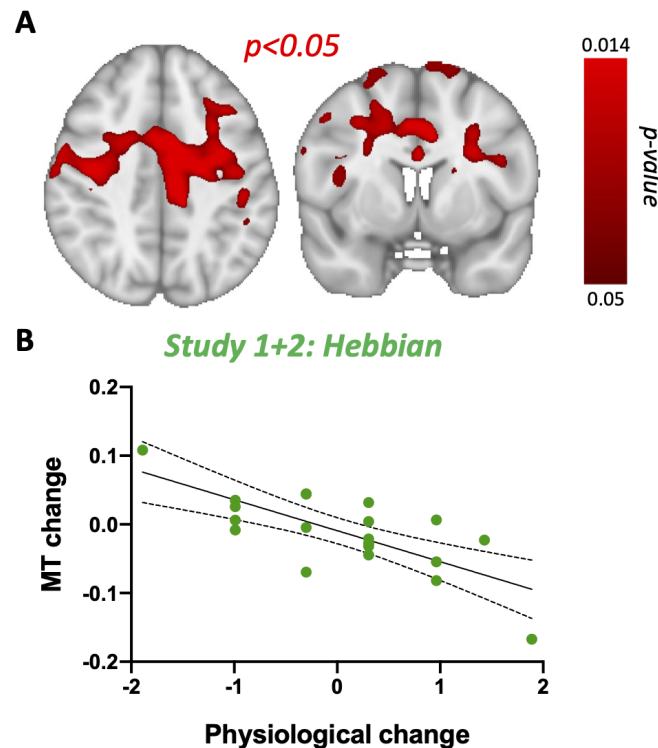 A
p<0.05
0.014
p-value
0.05
B
Study 1+2: Hebbian
0.2
0.1
0.0
-0.1
-0.2
MT change
-2
-1
0
1
2
Physiological change